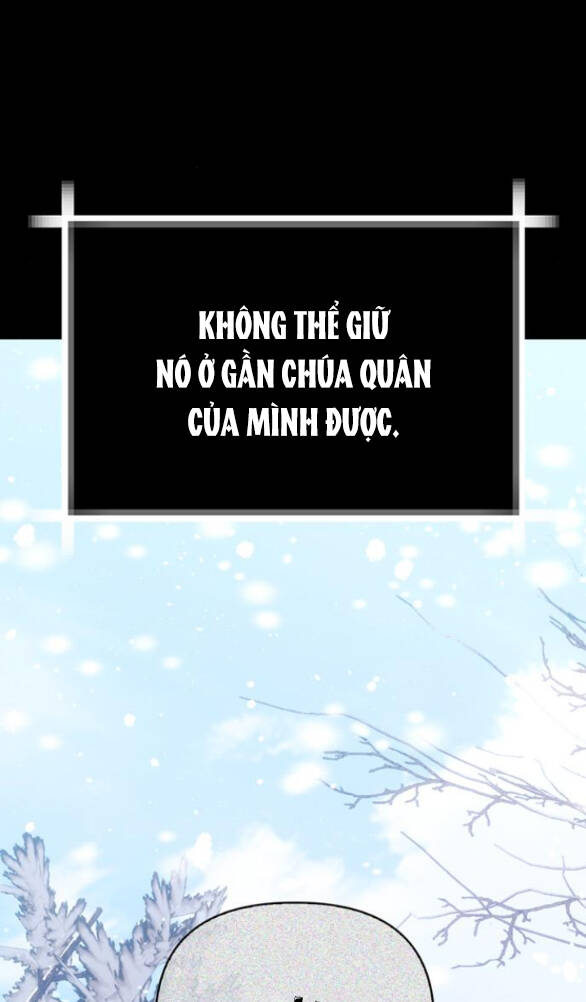 KHÔNG THỂ GIỮ
NÓ Ở GẦN CHÚA QUÂN
CỦA MÌNH ĐƯỢC.